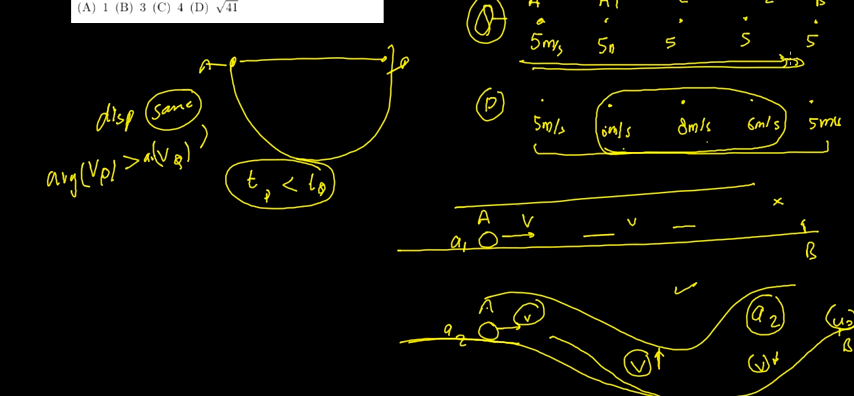 (A) 1 (B) 3 (C) 4 (D) √41
Q
5m/s 5 5 5
A P
disp same
P
5m/s 6m/s 8m/s 6m/s 5m/s
avg(Vp) > a(VQ)
tp < tQ
A V v
a1 B
A v a2
a2 v v B